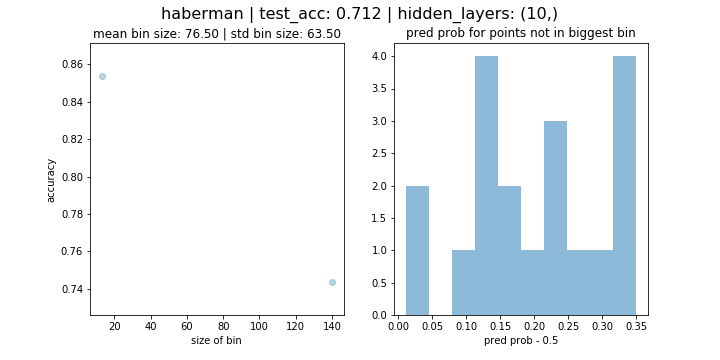 haberman | test_acc: 0.712 | hidden_layers: (10,)
mean bin size: 76.50 | std bin size: 63.50
accuracy
0.86
0.84
0.82
0.80
0.78
0.76
0.74
20 40 60 80 100 120 140
size of bin
pred prob for points not in biggest bin
4.0
3.5
3.0
2.5
2.0
1.5
1.0
0.5
0.0
0.00 0.05 0.10 0.15 0.20 0.25 0.30 0.35
pred prob - 0.5